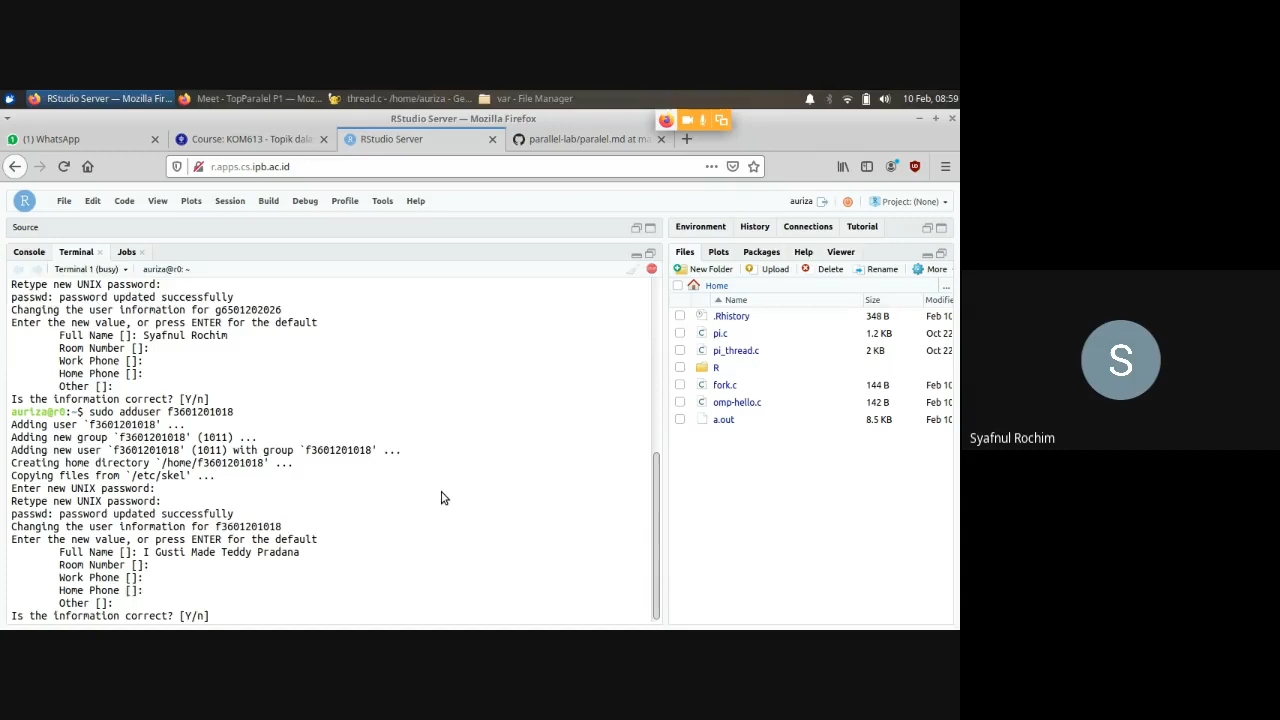 RStudio Server — Mozilla Fir...
Meet - TopParalel P1 — Moz...
thread.c - /home/auriza - Ge...
var - File Manager
10 Feb, 08:59
RStudio Server — Mozilla Firefox
(1) WhatsApp
Course: KOM613 - Topik dala
RStudio Server
parallel-lab/paralel.md at ma
r.apps.cs.ipb.ac.id
File Edit Code View Plots Session Build Debug Profile Tools Help
auriza
Project: (None)
Source
Environment History Connections Tutorial
Console Terminal Jobs
Terminal 1 (busy)
auriza@r0: ~
Files Plots Packages Help Viewer
New Folder Upload Delete Rename More
Home ...
Name Size Modifie
.Rhistory 348 B Feb 10
pi.c 1.2 KB Oct 22
pi_thread.c 2 KB Oct 22
R
fork.c 144 B Feb 10
omp-hello.c 142 B Feb 10
a.out 8.5 KB Feb 10
Retype new UNIX password:
passwd: password updated successfully
Changing the user information for g6501202026
Enter the new value, or press ENTER for the default
Full Name []: Syafnul Rochim
Room Number []:
Work Phone []:
Home Phone []:
Other []:
Is the information correct? [Y/n]
auriza@r0:~$ sudo adduser f3601201018
Adding user `f3601201018' ...
Adding new group `f3601201018' (1011) ...
Adding new user `f3601201018' (1011) with group `f3601201018' ...
Creating home directory `/home/f3601201018' ...
Copying files from `/etc/skel' ...
Enter new UNIX password:
Retype new UNIX password:
passwd: password updated successfully
Changing the user information for f3601201018
Enter the new value, or press ENTER for the default
Full Name []: I Gusti Made Teddy Pradana
Room Number []:
Work Phone []:
Home Phone []:
Other []:
Is the information correct? [Y/n]
S
Syafnul Rochim